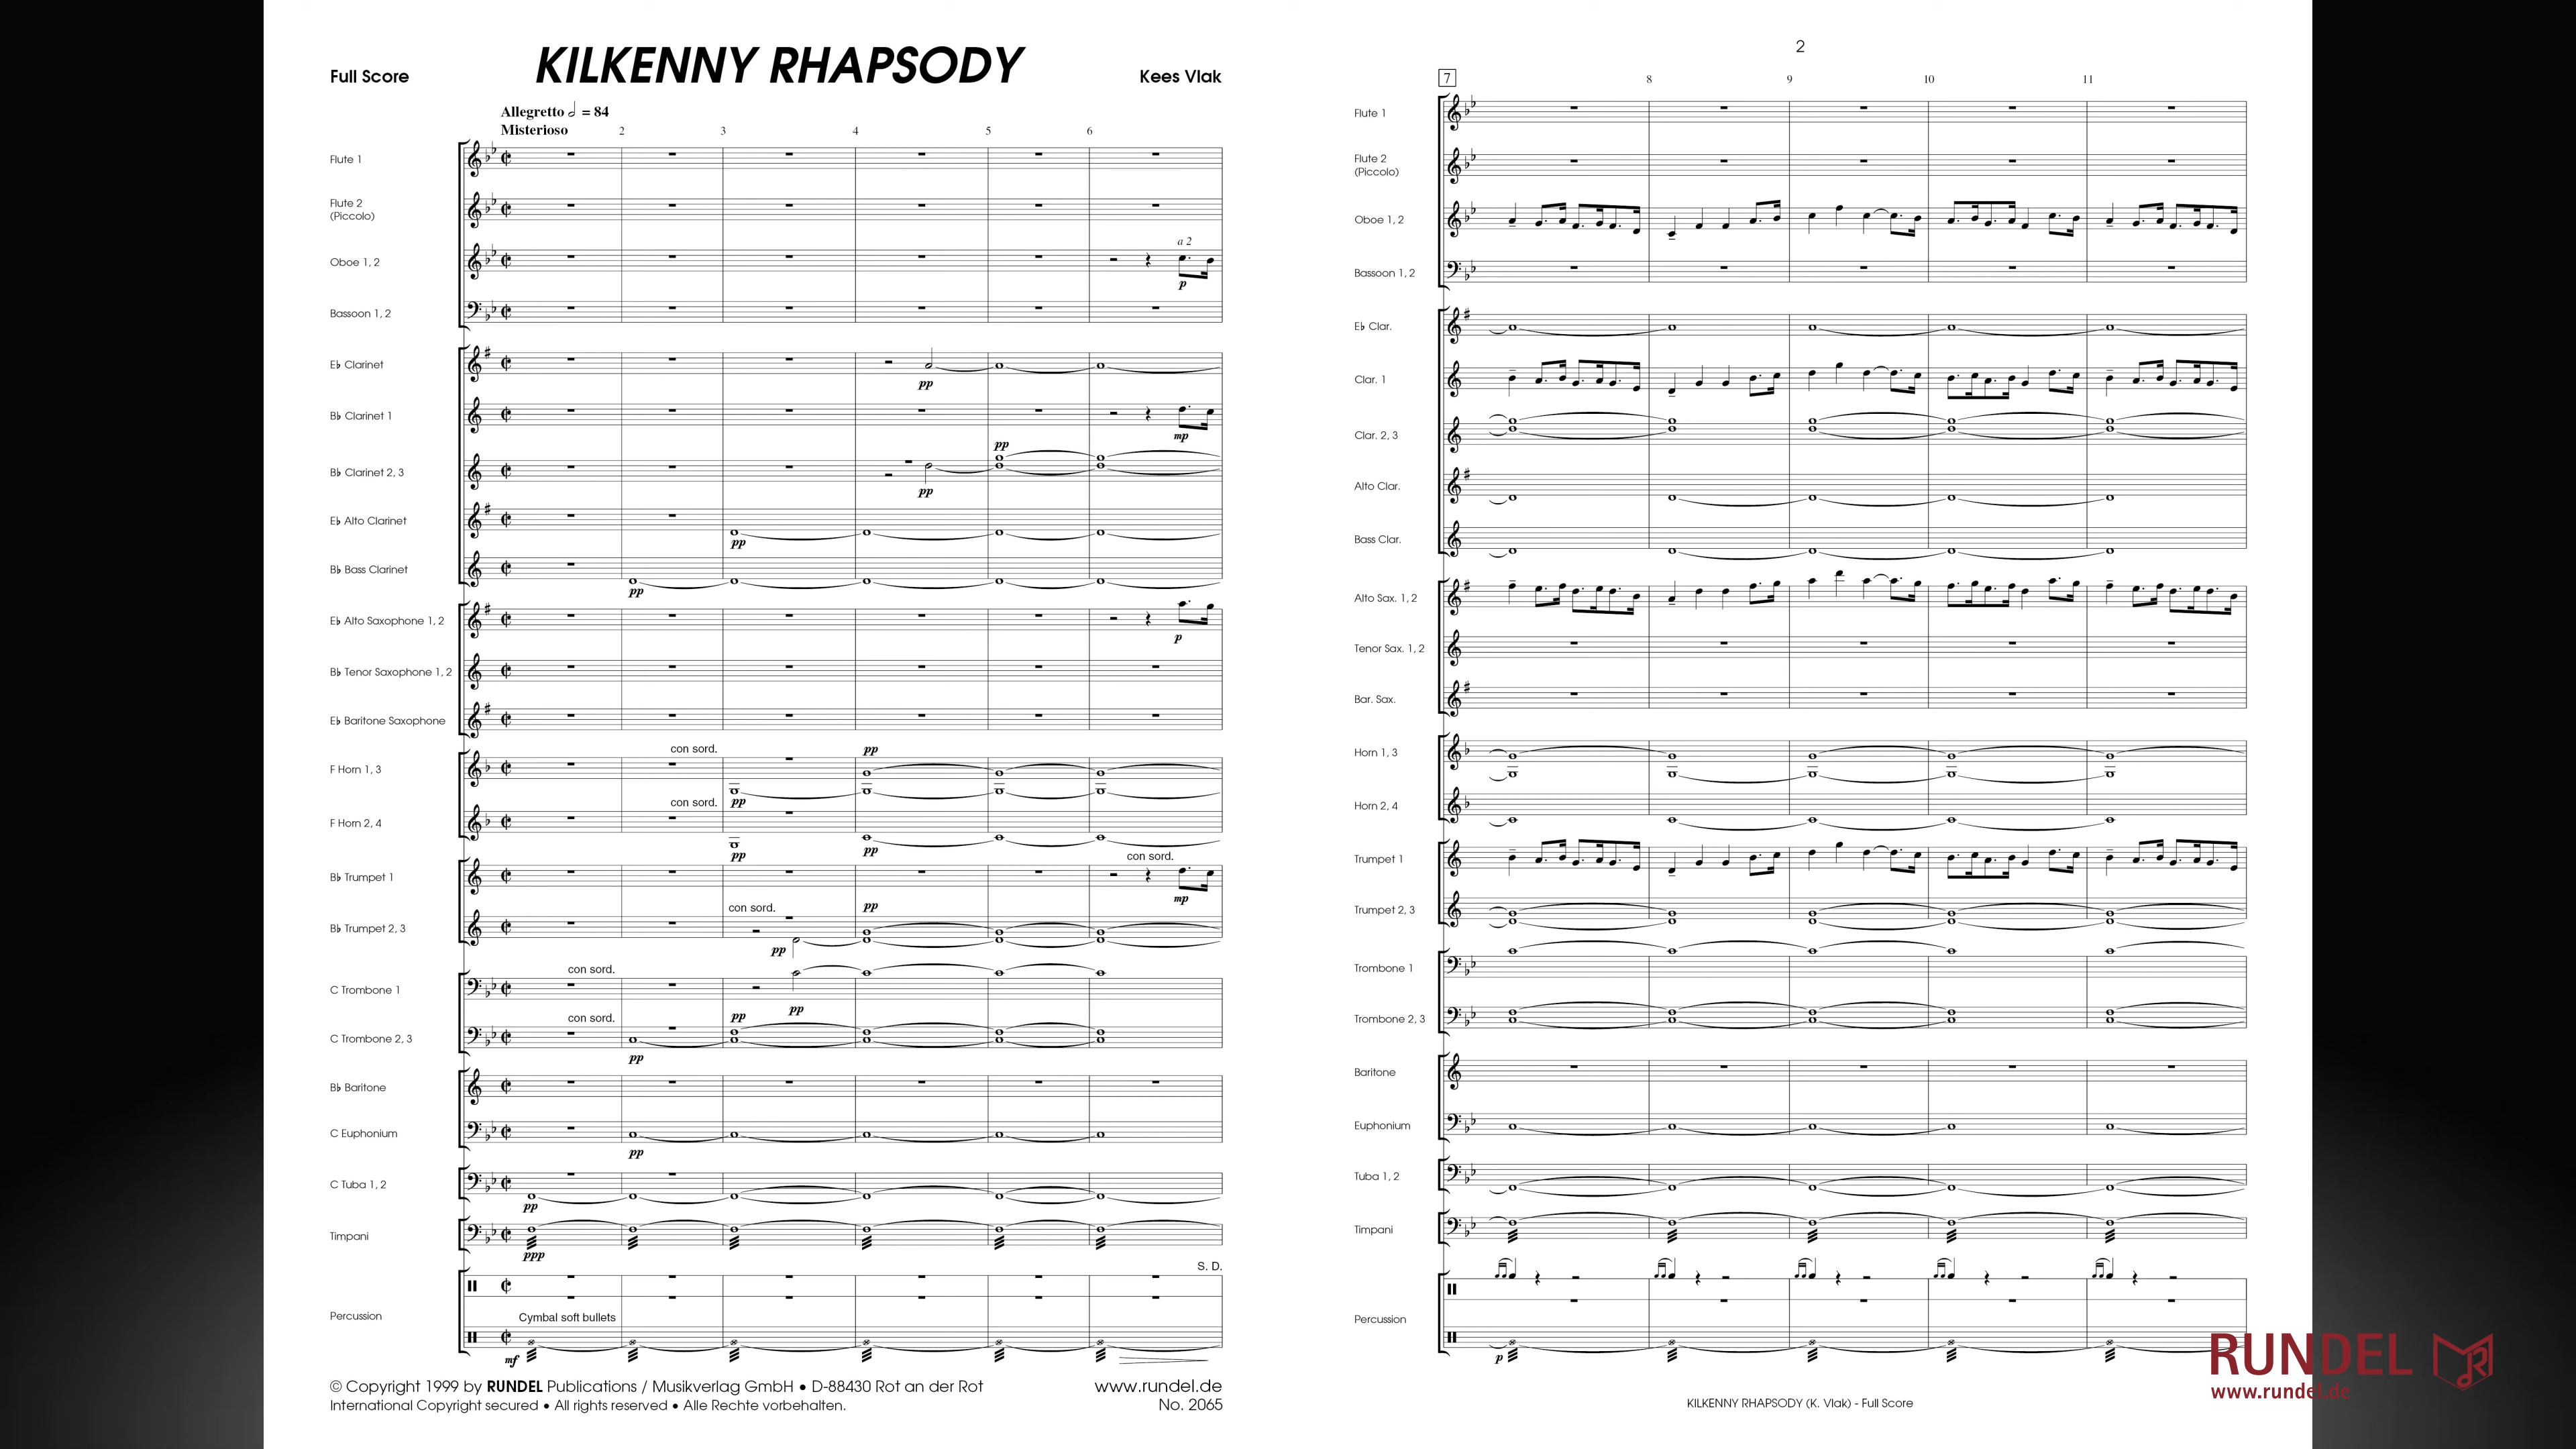 KILKENNY RHAPSODY
Full Score
Kees Vlak
Allegretto 𝅗𝅥 = 84
Misterioso
2 3 4 5 6
Flute 1
Flute 2
(Piccolo)
a 2
Oboe 1, 2
p
Bassoon 1, 2
E♭ Clarinet
pp
B♭ Clarinet 1
mp
pp
B♭ Clarinet 2, 3
pp
E♭ Alto Clarinet
pp
B♭ Bass Clarinet
pp
E♭ Alto Saxophone 1, 2
p
B♭ Tenor Saxophone 1, 2
E♭ Baritone Saxophone
con sord. pp
F Horn 1, 3
con sord. pp
F Horn 2, 4
pp pp
con sord.
B♭ Trumpet 1
mp
con sord. pp
B♭ Trumpet 2, 3
pp
con sord.
C Trombone 1
pp
con sord. pp
C Trombone 2, 3
pp
B♭ Baritone
C Euphonium
pp
C Tuba 1, 2
pp
Timpani
ppp
S. D.
Percussion
Cymbal soft bullets
mf
© Copyright 1999 by RUNDEL Publications / Musikverlag GmbH • D-88430 Rot an der Rot
www.rundel.de
International Copyright secured • All rights reserved • Alle Rechte vorbehalten.
No. 2065
2
7 8 9 10 11
Flute 1
Flute 2
(Piccolo)
Oboe 1, 2
Bassoon 1, 2
E♭ Clar.
Clar. 1
Clar. 2, 3
Alto Clar.
Bass Clar.
Alto Sax. 1, 2
Tenor Sax. 1, 2
Bar. Sax.
Horn 1, 3
Horn 2, 4
Trumpet 1
Trumpet 2, 3
Trombone 1
Trombone 2, 3
Baritone
Euphonium
Tuba 1, 2
Timpani
Percussion
p
KILKENNY RHAPSODY (K. Vlak) - Full Score
RUNDEL
www.rundel.de